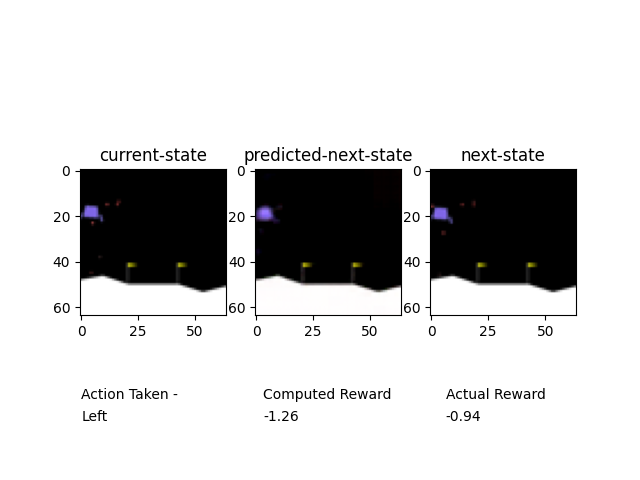 current-state predicted-next-state next-state
0 0 0
20 20 20
40 40 40
60 60 60
0 25 50 0 25 50 0 25 50
Action Taken - Computed Reward Actual Reward
Left -1.26 -0.94